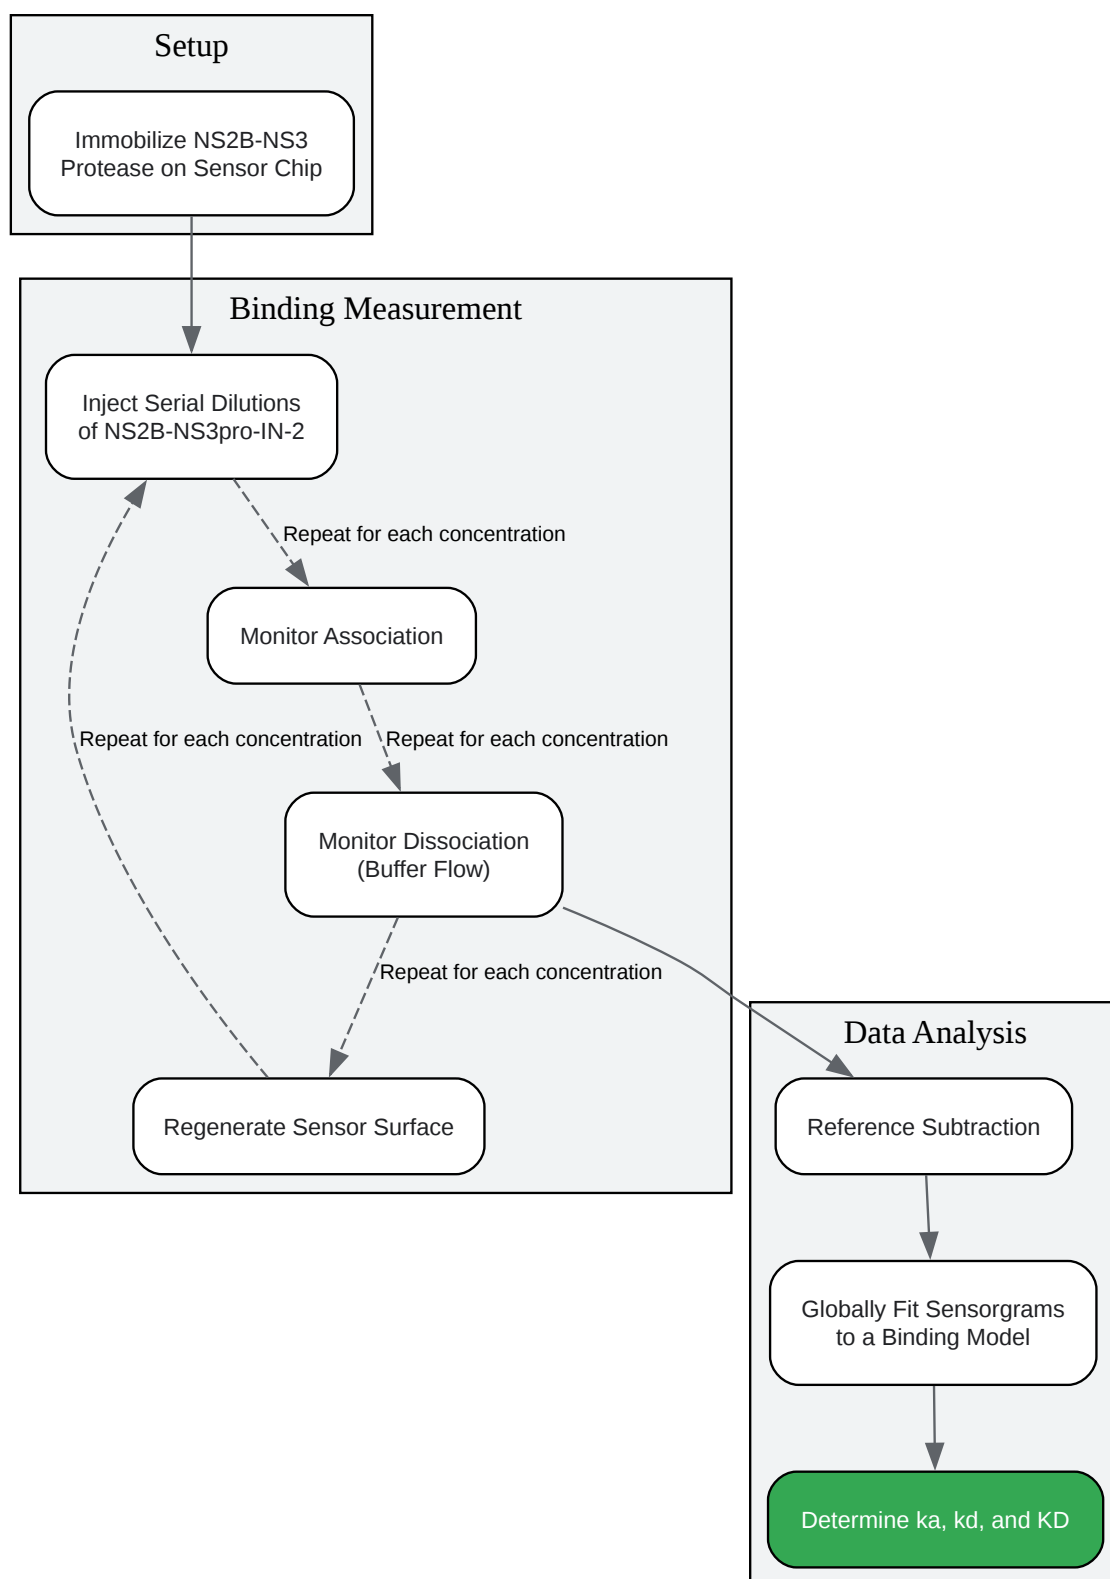 Setup
Immobilize NS2B-NS3
Protease on Sensor Chip
Binding Measurement
Inject Serial Dilutions
of NS2B-NS3pro-IN-2
Repeat for each concentration
Monitor Association
Repeat for each concentration
Repeat for each concentration
Monitor Dissociation
(Buffer Flow)
Repeat for each concentration
Regenerate Sensor Surface
Data Analysis
Reference Subtraction
Globally Fit Sensorgrams
to a Binding Model
Determine ka, kd, and KD